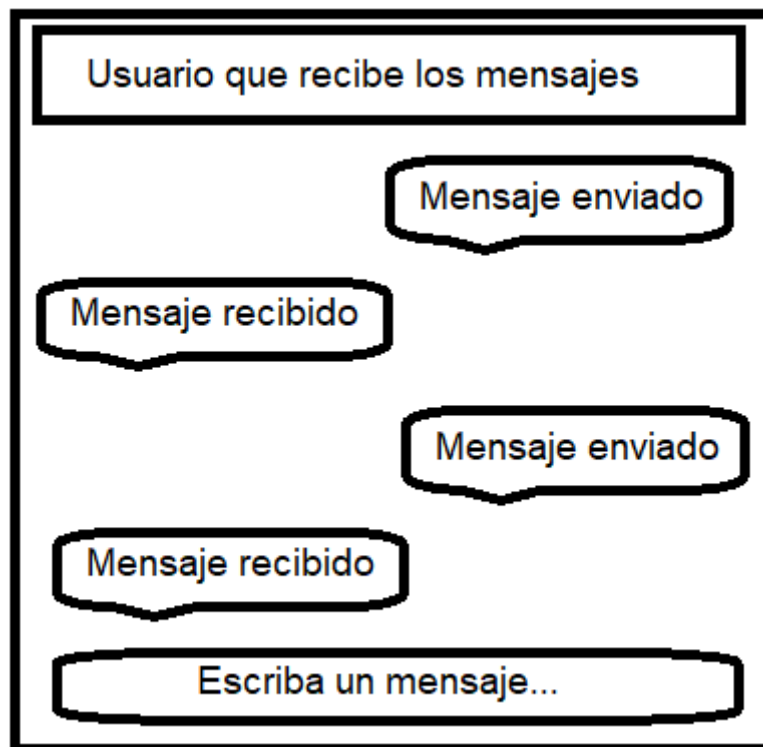 Usuario que recibe los mensajes
Mensaje enviado
Mensaje recibido
Mensaje enviado
Mensaje recibido
Escriba un mensaje...